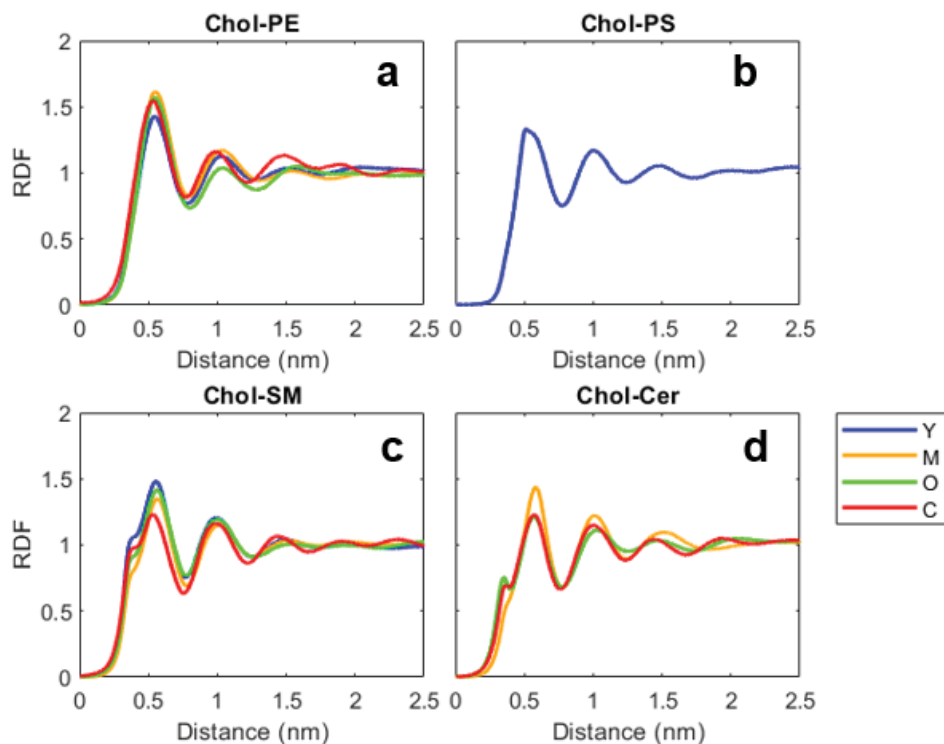 Chol-PE
Chol-PS
a
b
2
1.5
1
0.5
0
RDF
0 0.5 1 1.5 2 2.5
0 0.5 1 1.5 2 2.5
Distance (nm)
Distance (nm)
Chol-SM
Chol-Cer
c
d
2
1.5
1
0.5
0
RDF
0 0.5 1 1.5 2 2.5
0 0.5 1 1.5 2 2.5
Distance (nm)
Distance (nm)
Y
M
O
C